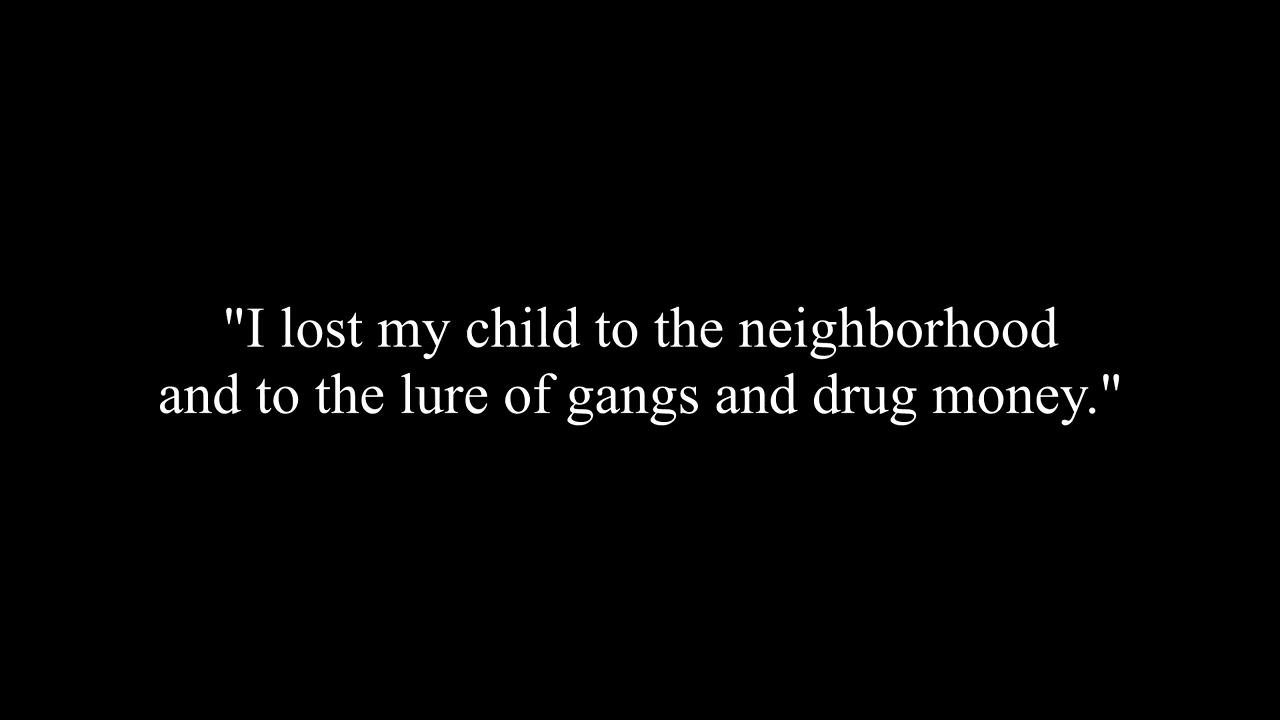 "I lost my child to the neighborhood
and to the lure of gangs and drug money."